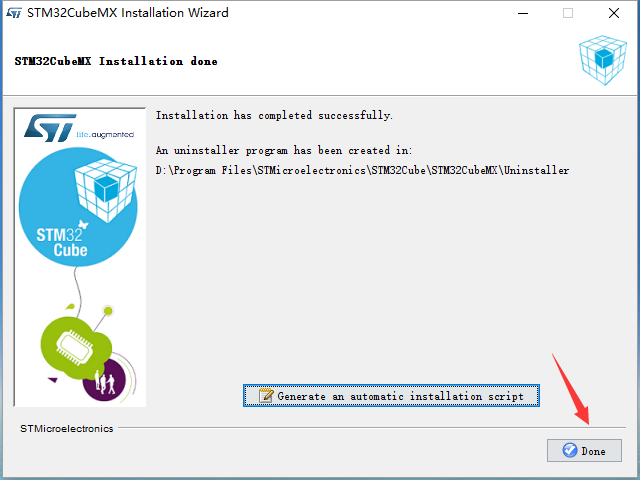 STM32CubeMX Installation Wizard
STM32CubeMX Installation done
Installation has completed successfully.
ST life.augmented
An uninstaller program has been created in:
D:\Program Files\STMicroelectronics\STM32Cube\STM32CubeMX\Uninstaller
STM32
Cube
Generate an automatic installation script
STMicroelectronics
Done